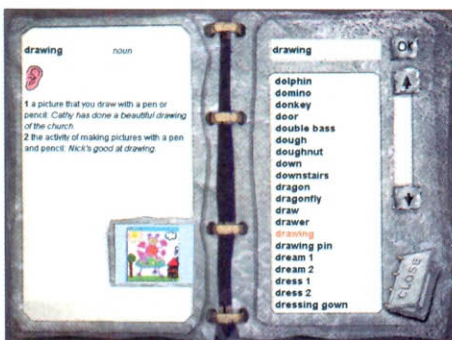 drawing noun
1 a picture that you draw with a pen or
pencil: Cathy has done a beautiful drawing
of the church.
2 the activity of making pictures with a pen
and pencil: Nick's good at drawing.
drawing
OK
dolphin
domino
donkey
door
double bass
dough
doughnut
down
downstairs
dragon
dragonfly
draw
drawer
drawing
drawing pin
dream 1
dream 2
dress 1
dress 2
dressing gown
CLOSE